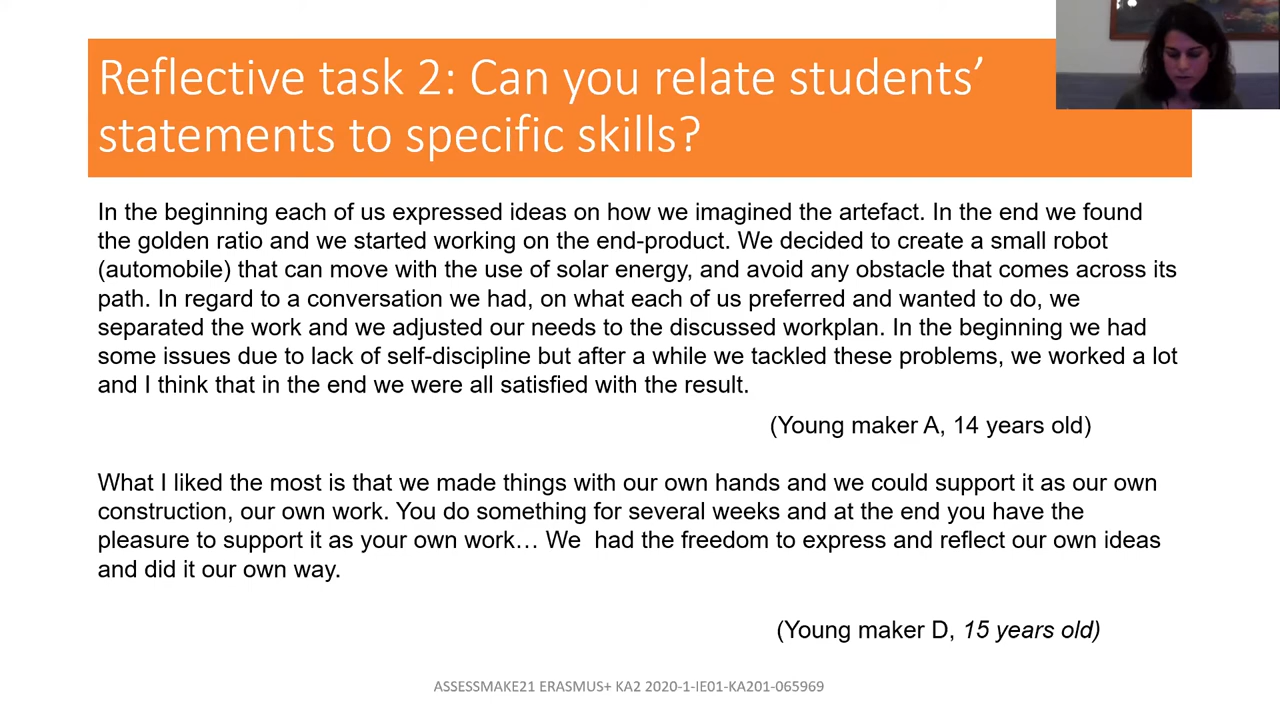 Reflective task 2: Can you relate students’
statements to specific skills?
In the beginning each of us expressed ideas on how we imagined the artefact. In the end we found
the golden ratio and we started working on the end-product. We decided to create a small robot
(automobile) that can move with the use of solar energy, and avoid any obstacle that comes across its
path. In regard to a conversation we had, on what each of us preferred and wanted to do, we
separated the work and we adjusted our needs to the discussed workplan. In the beginning we had
some issues due to lack of self-discipline but after a while we tackled these problems, we worked a lot
and I think that in the end we were all satisfied with the result.
(Young maker A, 14 years old)
What I liked the most is that we made things with our own hands and we could support it as our own
construction, our own work. You do something for several weeks and at the end you have the
pleasure to support it as your own work… We had the freedom to express and reflect our own ideas
and did it our own way.
(Young maker D, 15 years old)
ASSESSMAKE21 ERASMUS+ KA2 2020-1-IE01-KA201-065969